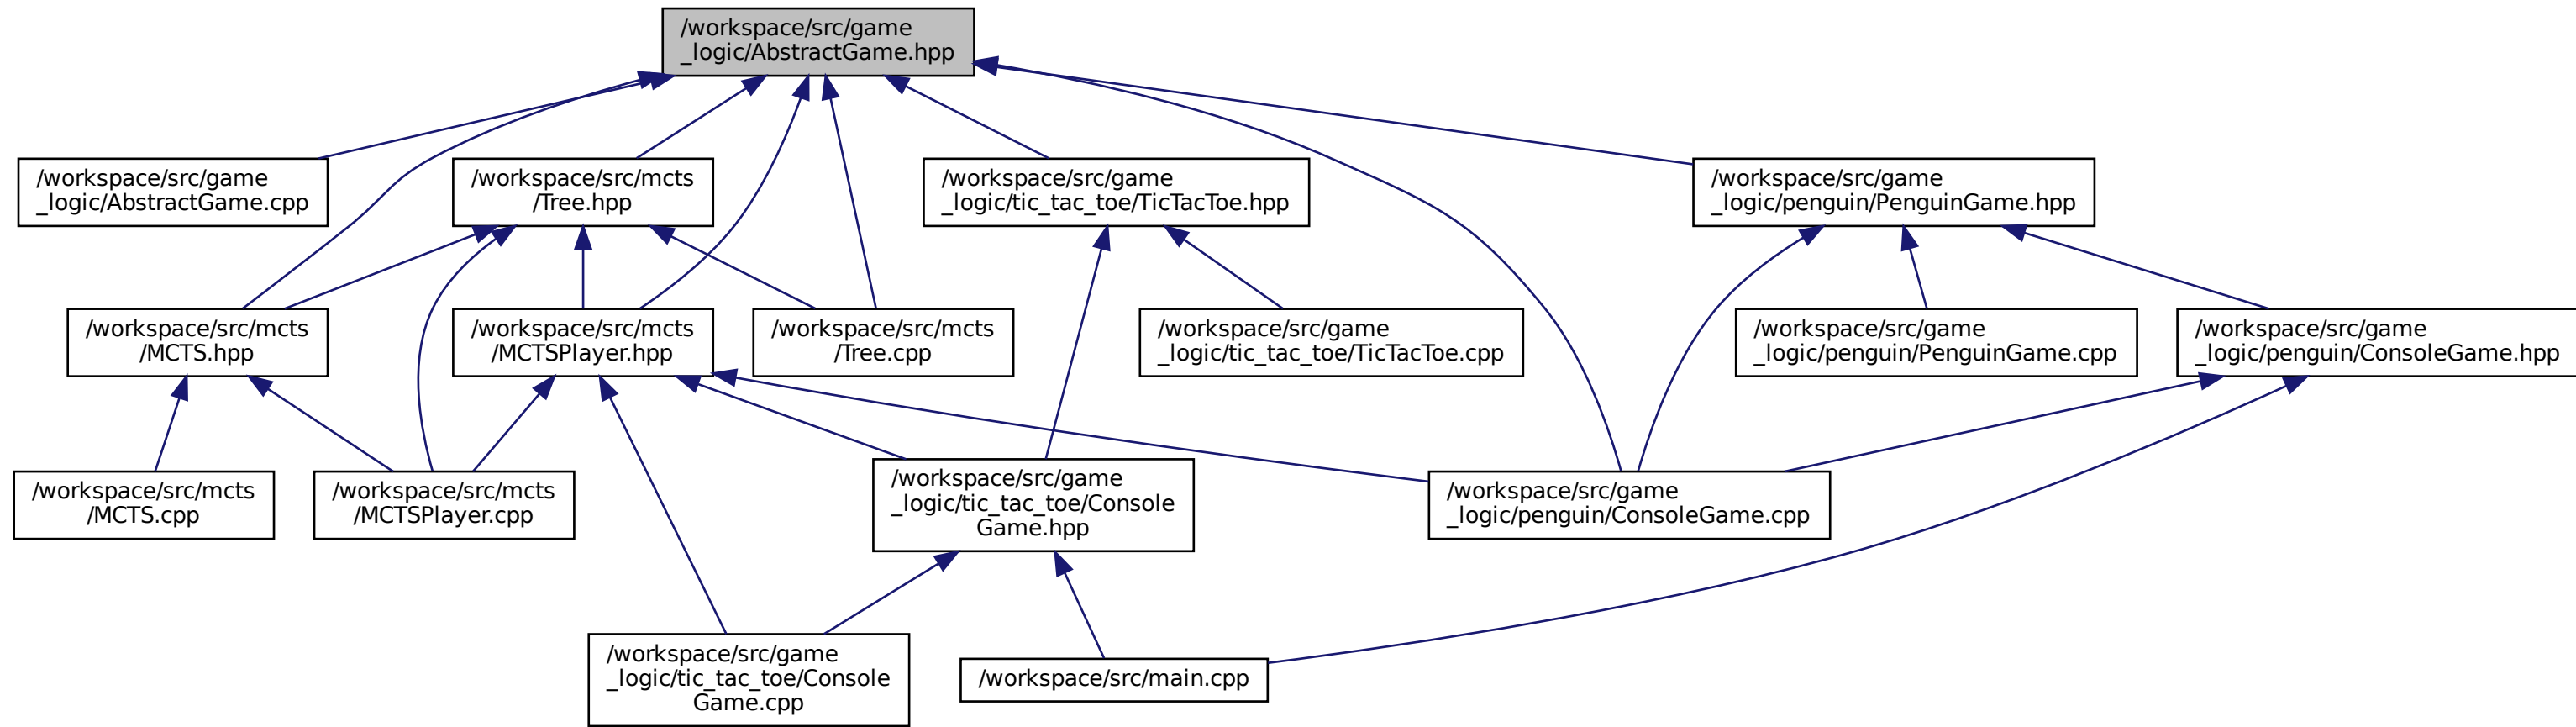 /workspace/src/game
_logic/AbstractGame.hpp
/workspace/src/game
_logic/AbstractGame.cpp
/workspace/src/mcts
/Tree.hpp
/workspace/src/game
_logic/tic_tac_toe/TicTacToe.hpp
/workspace/src/game
_logic/penguin/PenguinGame.hpp
/workspace/src/mcts
/MCTS.hpp
/workspace/src/mcts
/MCTSPlayer.hpp
/workspace/src/mcts
/Tree.cpp
/workspace/src/game
_logic/tic_tac_toe/TicTacToe.cpp
/workspace/src/game
_logic/penguin/PenguinGame.cpp
/workspace/src/game
_logic/penguin/ConsoleGame.hpp
/workspace/src/mcts
/MCTS.cpp
/workspace/src/mcts
/MCTSPlayer.cpp
/workspace/src/game
_logic/tic_tac_toe/Console
Game.hpp
/workspace/src/game
_logic/penguin/ConsoleGame.cpp
/workspace/src/game
_logic/tic_tac_toe/Console
Game.cpp
/workspace/src/main.cpp